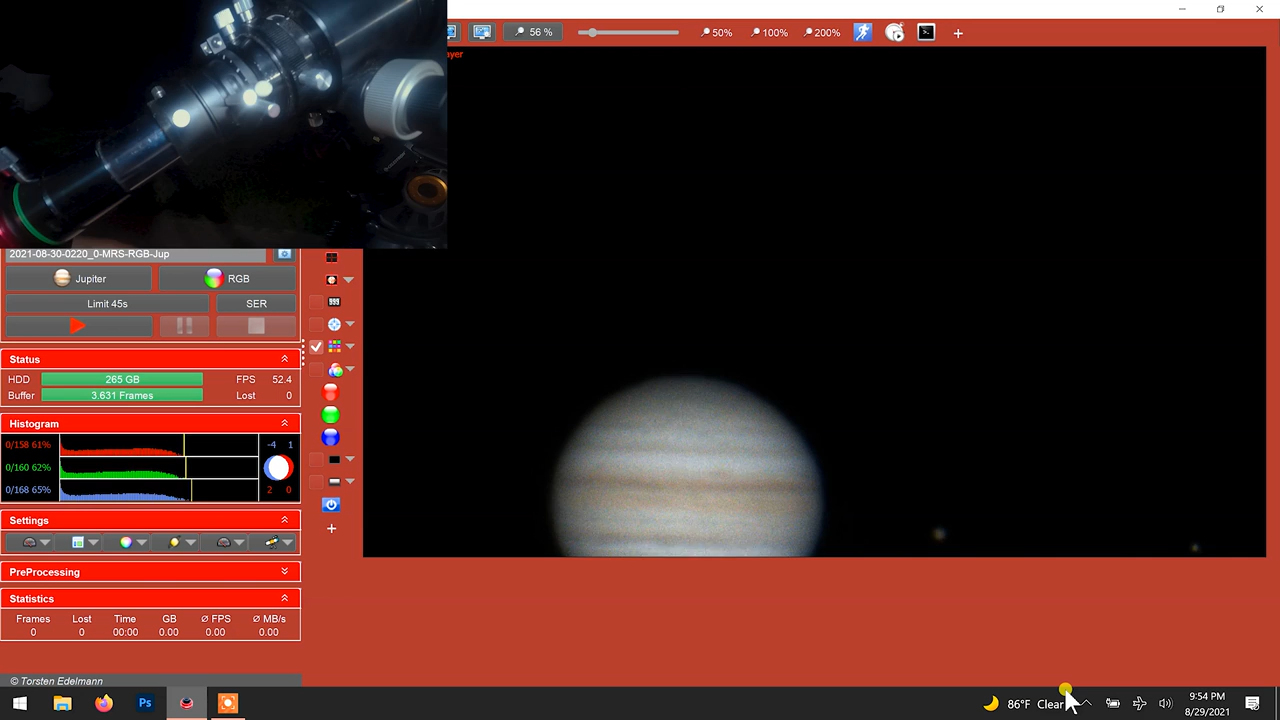 56 %
50%
100%
200%
ayer
2021-08-30-0220_0-MRS-RGB-Jup
Jupiter
RGB
Limit 45s
SER
999
Status
HDD
265 GB
FPS
52.4
Buffer
3.631 Frames
Lost
0
Histogram
0/158 61%
-4 1
0/160 62%
0/168 65%
2 0
Settings
PreProcessing
Statistics
Frames Lost Time GB Ø FPS Ø MB/s
0 0 00:00 0.00 0.00 0.00
© Torsten Edelmann
Ps
86°F Clear
9:54 PM
8/29/2021